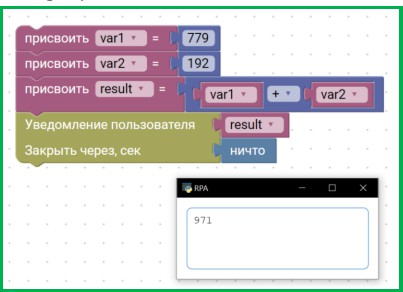 присвоить var1 = 779
присвоить var2 = 192
присвоить result = var1 + var2
Уведомление пользователя result
Закрыть через, сек ничто
RPA
971